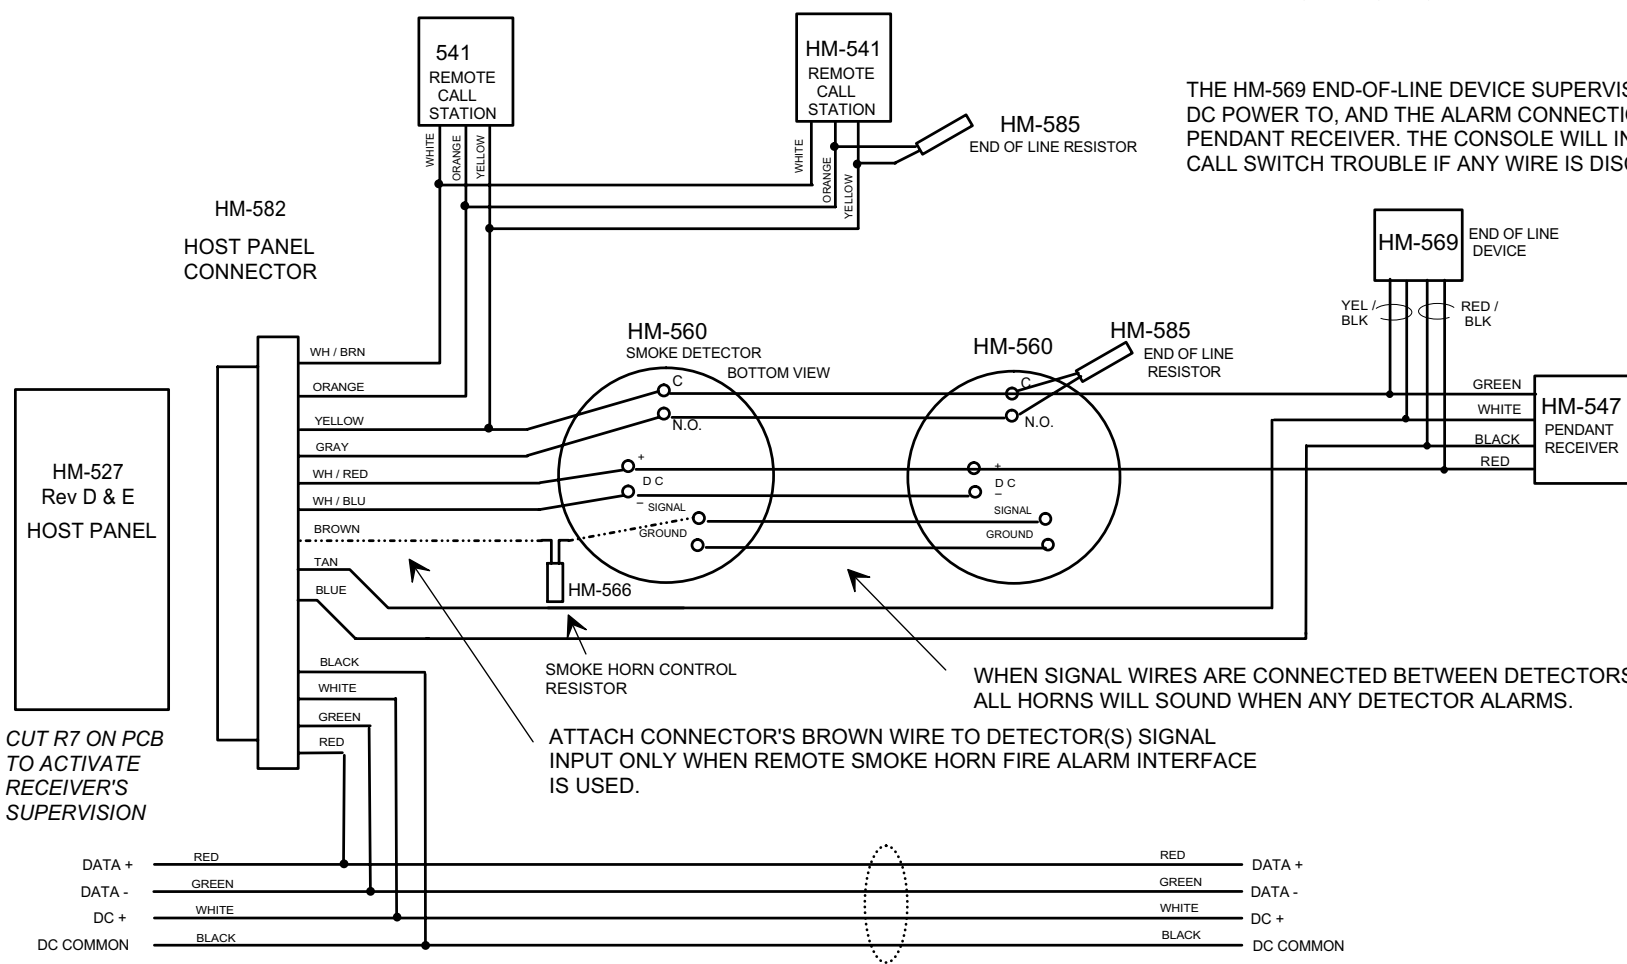 541
REMOTE
CALL
STATION
HM-541
REMOTE
CALL
STATION
HM-585
END OF LINE RESISTOR
THE HM-569 END-OF-LINE DEVICE SUPERVIS
DC POWER TO, AND THE ALARM CONNECTI
PENDANT RECEIVER. THE CONSOLE WILL IN
CALL SWITCH TROUBLE IF ANY WIRE IS DISC
WHITE
ORANGE
YELLOW
WHITE
ORANGE
YELLOW
HM-582
HOST PANEL
CONNECTOR
HM-569
END OF LINE
DEVICE
YEL /
BLK
RED /
BLK
HM-560
SMOKE DETECTOR
BOTTOM VIEW
HM-560
HM-585
END OF LINE
RESISTOR
WH / BRN
ORANGE
YELLOW
GRAY
WH / RED
WH / BLU
BROWN
TAN
BLUE
BLACK
WHITE
GREEN
RED
C
N.O.
+
D C
–
SIGNAL
GROUND
C
N.O.
+
D C
–
SIGNAL
GROUND
GREEN
WHITE
BLACK
RED
HM-547
PENDANT
RECEIVER
HM-527
Rev D & E
HOST PANEL
HM-566
SMOKE HORN CONTROL
RESISTOR
WHEN SIGNAL WIRES ARE CONNECTED BETWEEN DETECTORS
ALL HORNS WILL SOUND WHEN ANY DETECTOR ALARMS.
ATTACH CONNECTOR'S BROWN WIRE TO DETECTOR(S) SIGNAL
INPUT ONLY WHEN REMOTE SMOKE HORN FIRE ALARM INTERFACE
IS USED.
CUT R7 ON PCB
TO ACTIVATE
RECEIVER'S
SUPERVISION
DATA + RED RED DATA +
DATA - GREEN GREEN DATA -
DC + WHITE WHITE DC +
DC COMMON BLACK BLACK DC COMMON